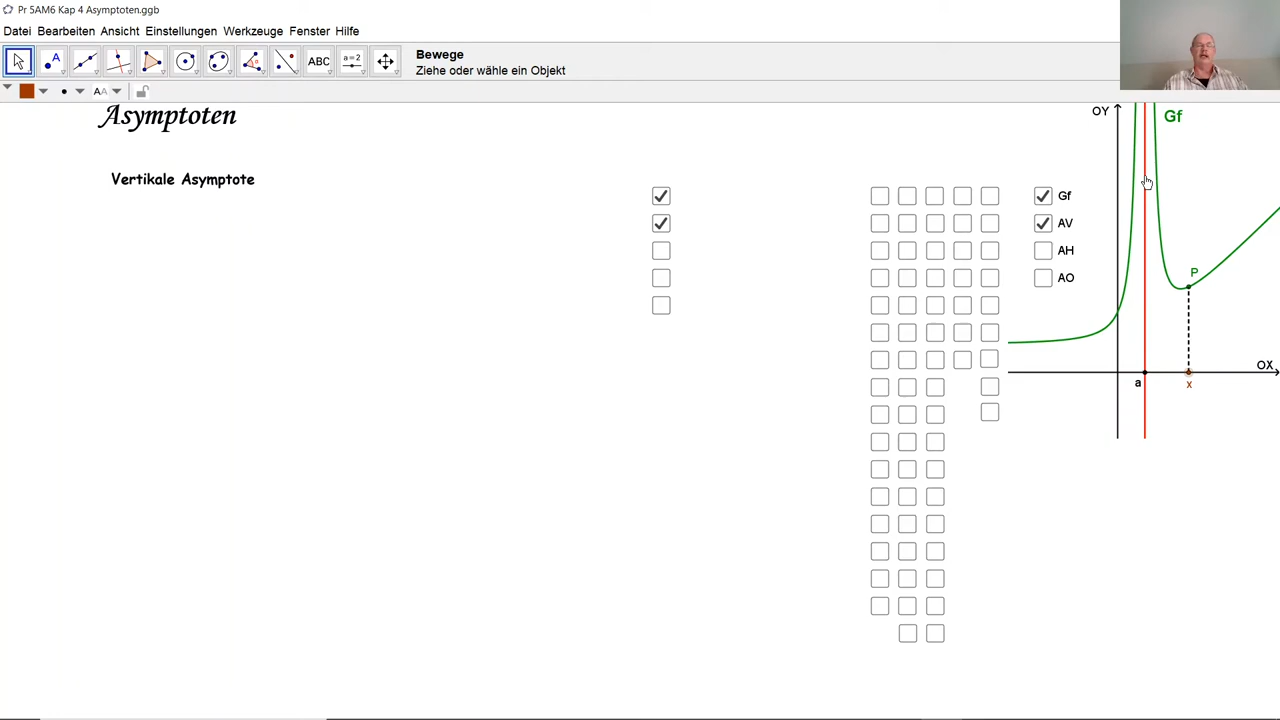 Pr 5AM6 Kap 4 Asymptoten.ggb
Datei Bearbeiten Ansicht Einstellungen Werkzeuge Fenster Hilfe
A
ABC
a=2
Bewege
Ziehe oder wähle ein Objekt
AA
Asymptoten
Vertikale Asymptote
Gf
AV
AH
AO
OY
Gf
P
OX
a
x